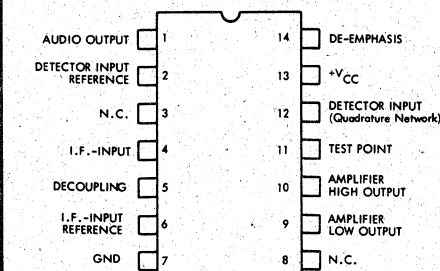 AUDIO OUTPUT 1
14 DE-EMPHASIS
DETECTOR INPUT
REFERENCE 2
13 +VCC
N.C. 3
12 DETECTOR INPUT
(Quadrature Network)
I.F.-INPUT 4
11 TEST POINT
DECOUPLING 5
10 AMPLIFIER
HIGH OUTPUT
I.F.-INPUT
REFERENCE 6
9 AMPLIFIER
LOW OUTPUT
GND 7
8 N.C.